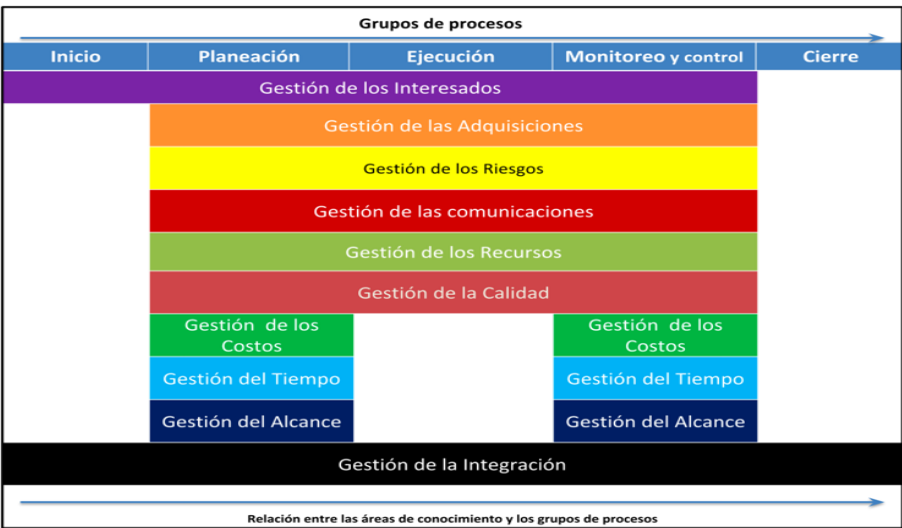 Grupos de procesos
Inicio Planeación Ejecución Monitoreo y control Cierre
Gestión de los Interesados
Gestión de las Adquisiciones
Gestión de los Riesgos
Gestión de las comunicaciones
Gestión de los Recursos
Gestión de la Calidad
Gestión de los
Costos
Gestión de los
Costos
Gestión del Tiempo Gestión del Tiempo
Gestión del Alcance Gestión del Alcance
Gestión de la Integración
Relación entre las áreas de conocimiento y los grupos de procesos